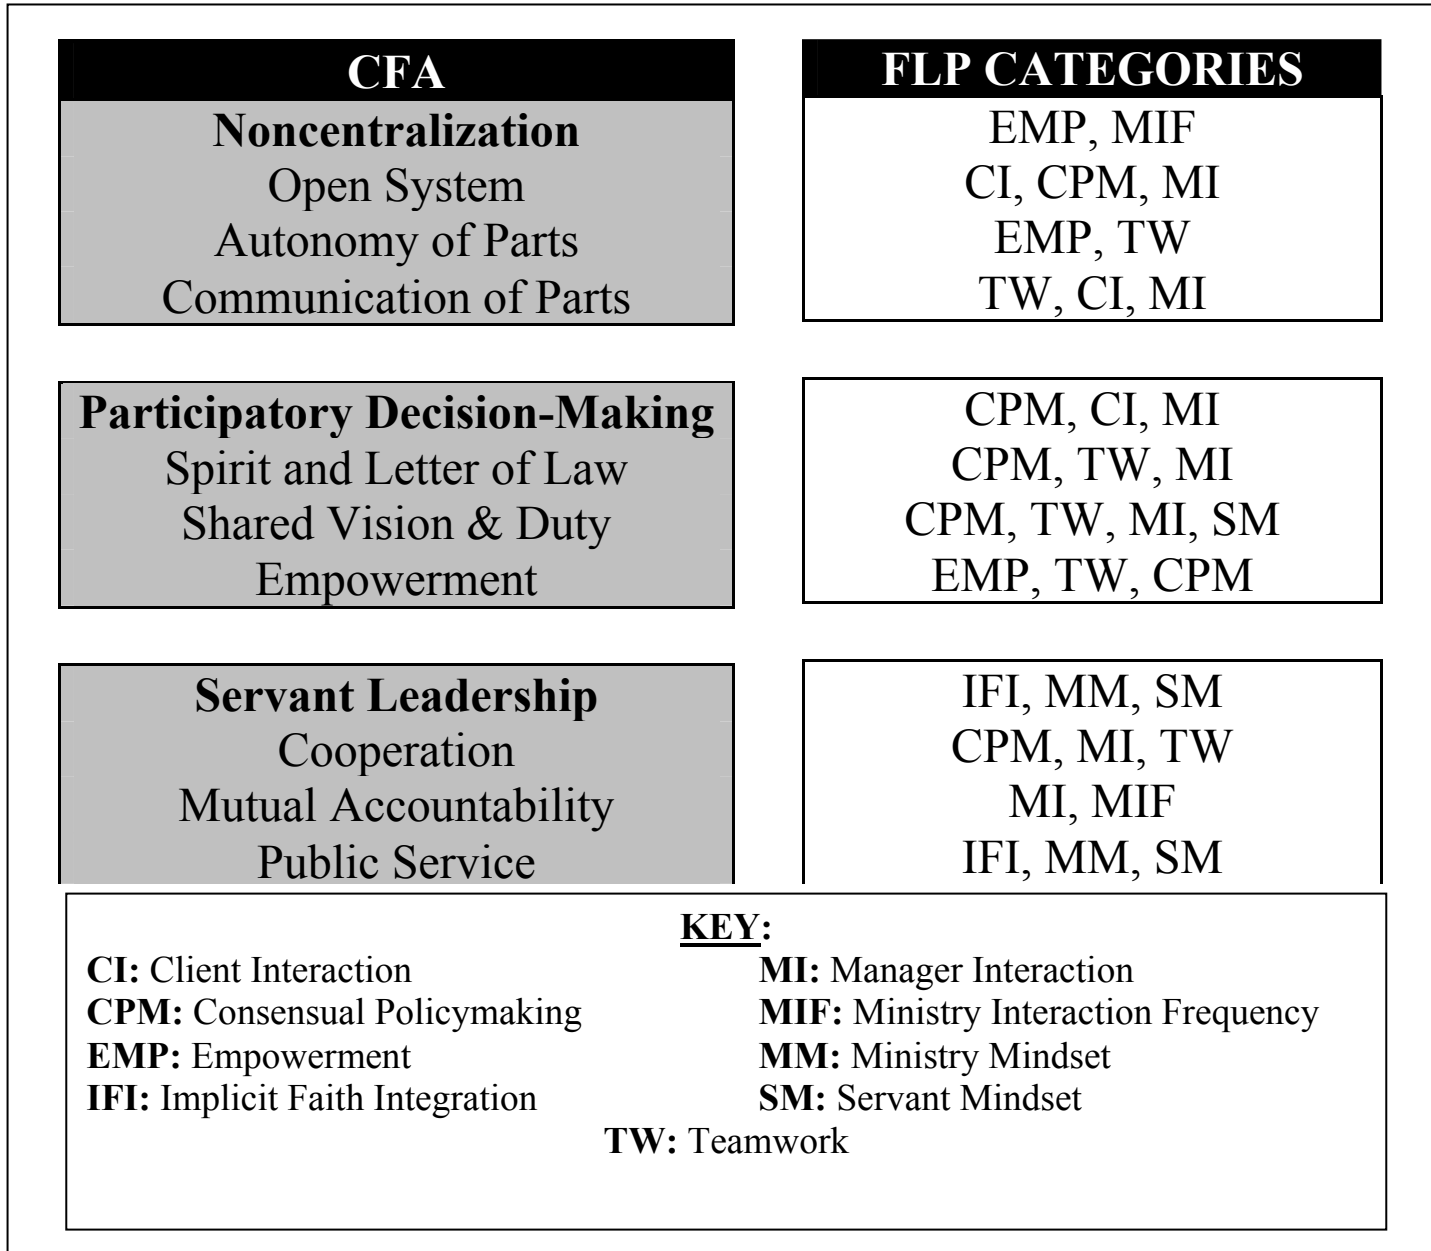 CFA
FLP CATEGORIES
Noncentralization
EMP, MIF
Open System
CI, CPM, MI
Autonomy of Parts
EMP, TW
Communication of Parts
TW, CI, MI
Participatory Decision-Making
CPM, CI, MI
Spirit and Letter of Law
CPM, TW, MI
Shared Vision & Duty
CPM, TW, MI, SM
Empowerment
EMP, TW, CPM
Servant Leadership
IFI, MM, SM
Cooperation
CPM, MI, TW
Mutual Accountability
MI, MIF
Public Service
IFI, MM, SM
KEY:
CI: Client Interaction
MI: Manager Interaction
CPM: Consensual Policymaking
MIF: Ministry Interaction Frequency
EMP: Empowerment
MM: Ministry Mindset
IFI: Implicit Faith Integration
SM: Servant Mindset
TW: Teamwork